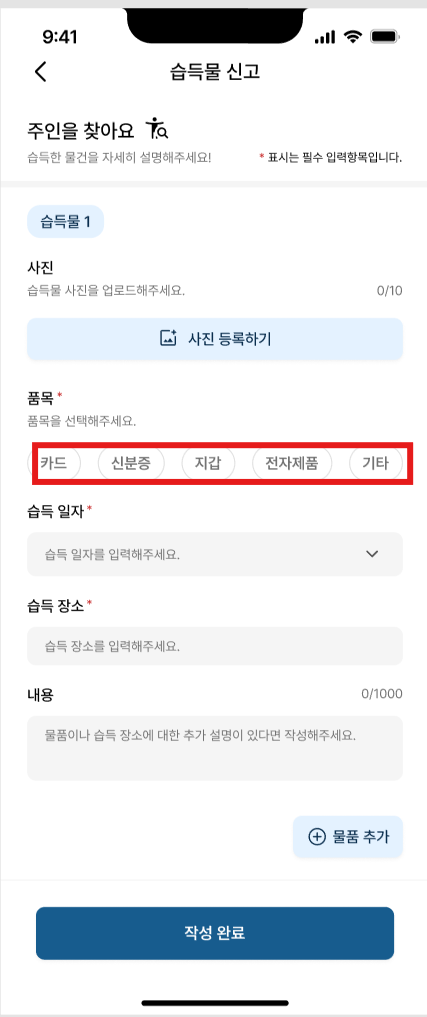 9:41
습득물 신고
주인을 찾아요
습득한 물건을 자세히 설명해주세요!
* 표시는 필수 입력항목입니다.
습득물 1
사진
습득물 사진을 업로드해주세요.
0/10
사진 등록하기
품목 *
품목을 선택해주세요.
카드 신분증 지갑 전자제품 기타
습득 일자 *
습득 일자를 입력해주세요.
습득 장소 *
습득 장소를 입력해주세요.
내용
0/1000
물품이나 습득 장소에 대한 추가 설명이 있다면 작성해주세요.
물품 추가
작성 완료